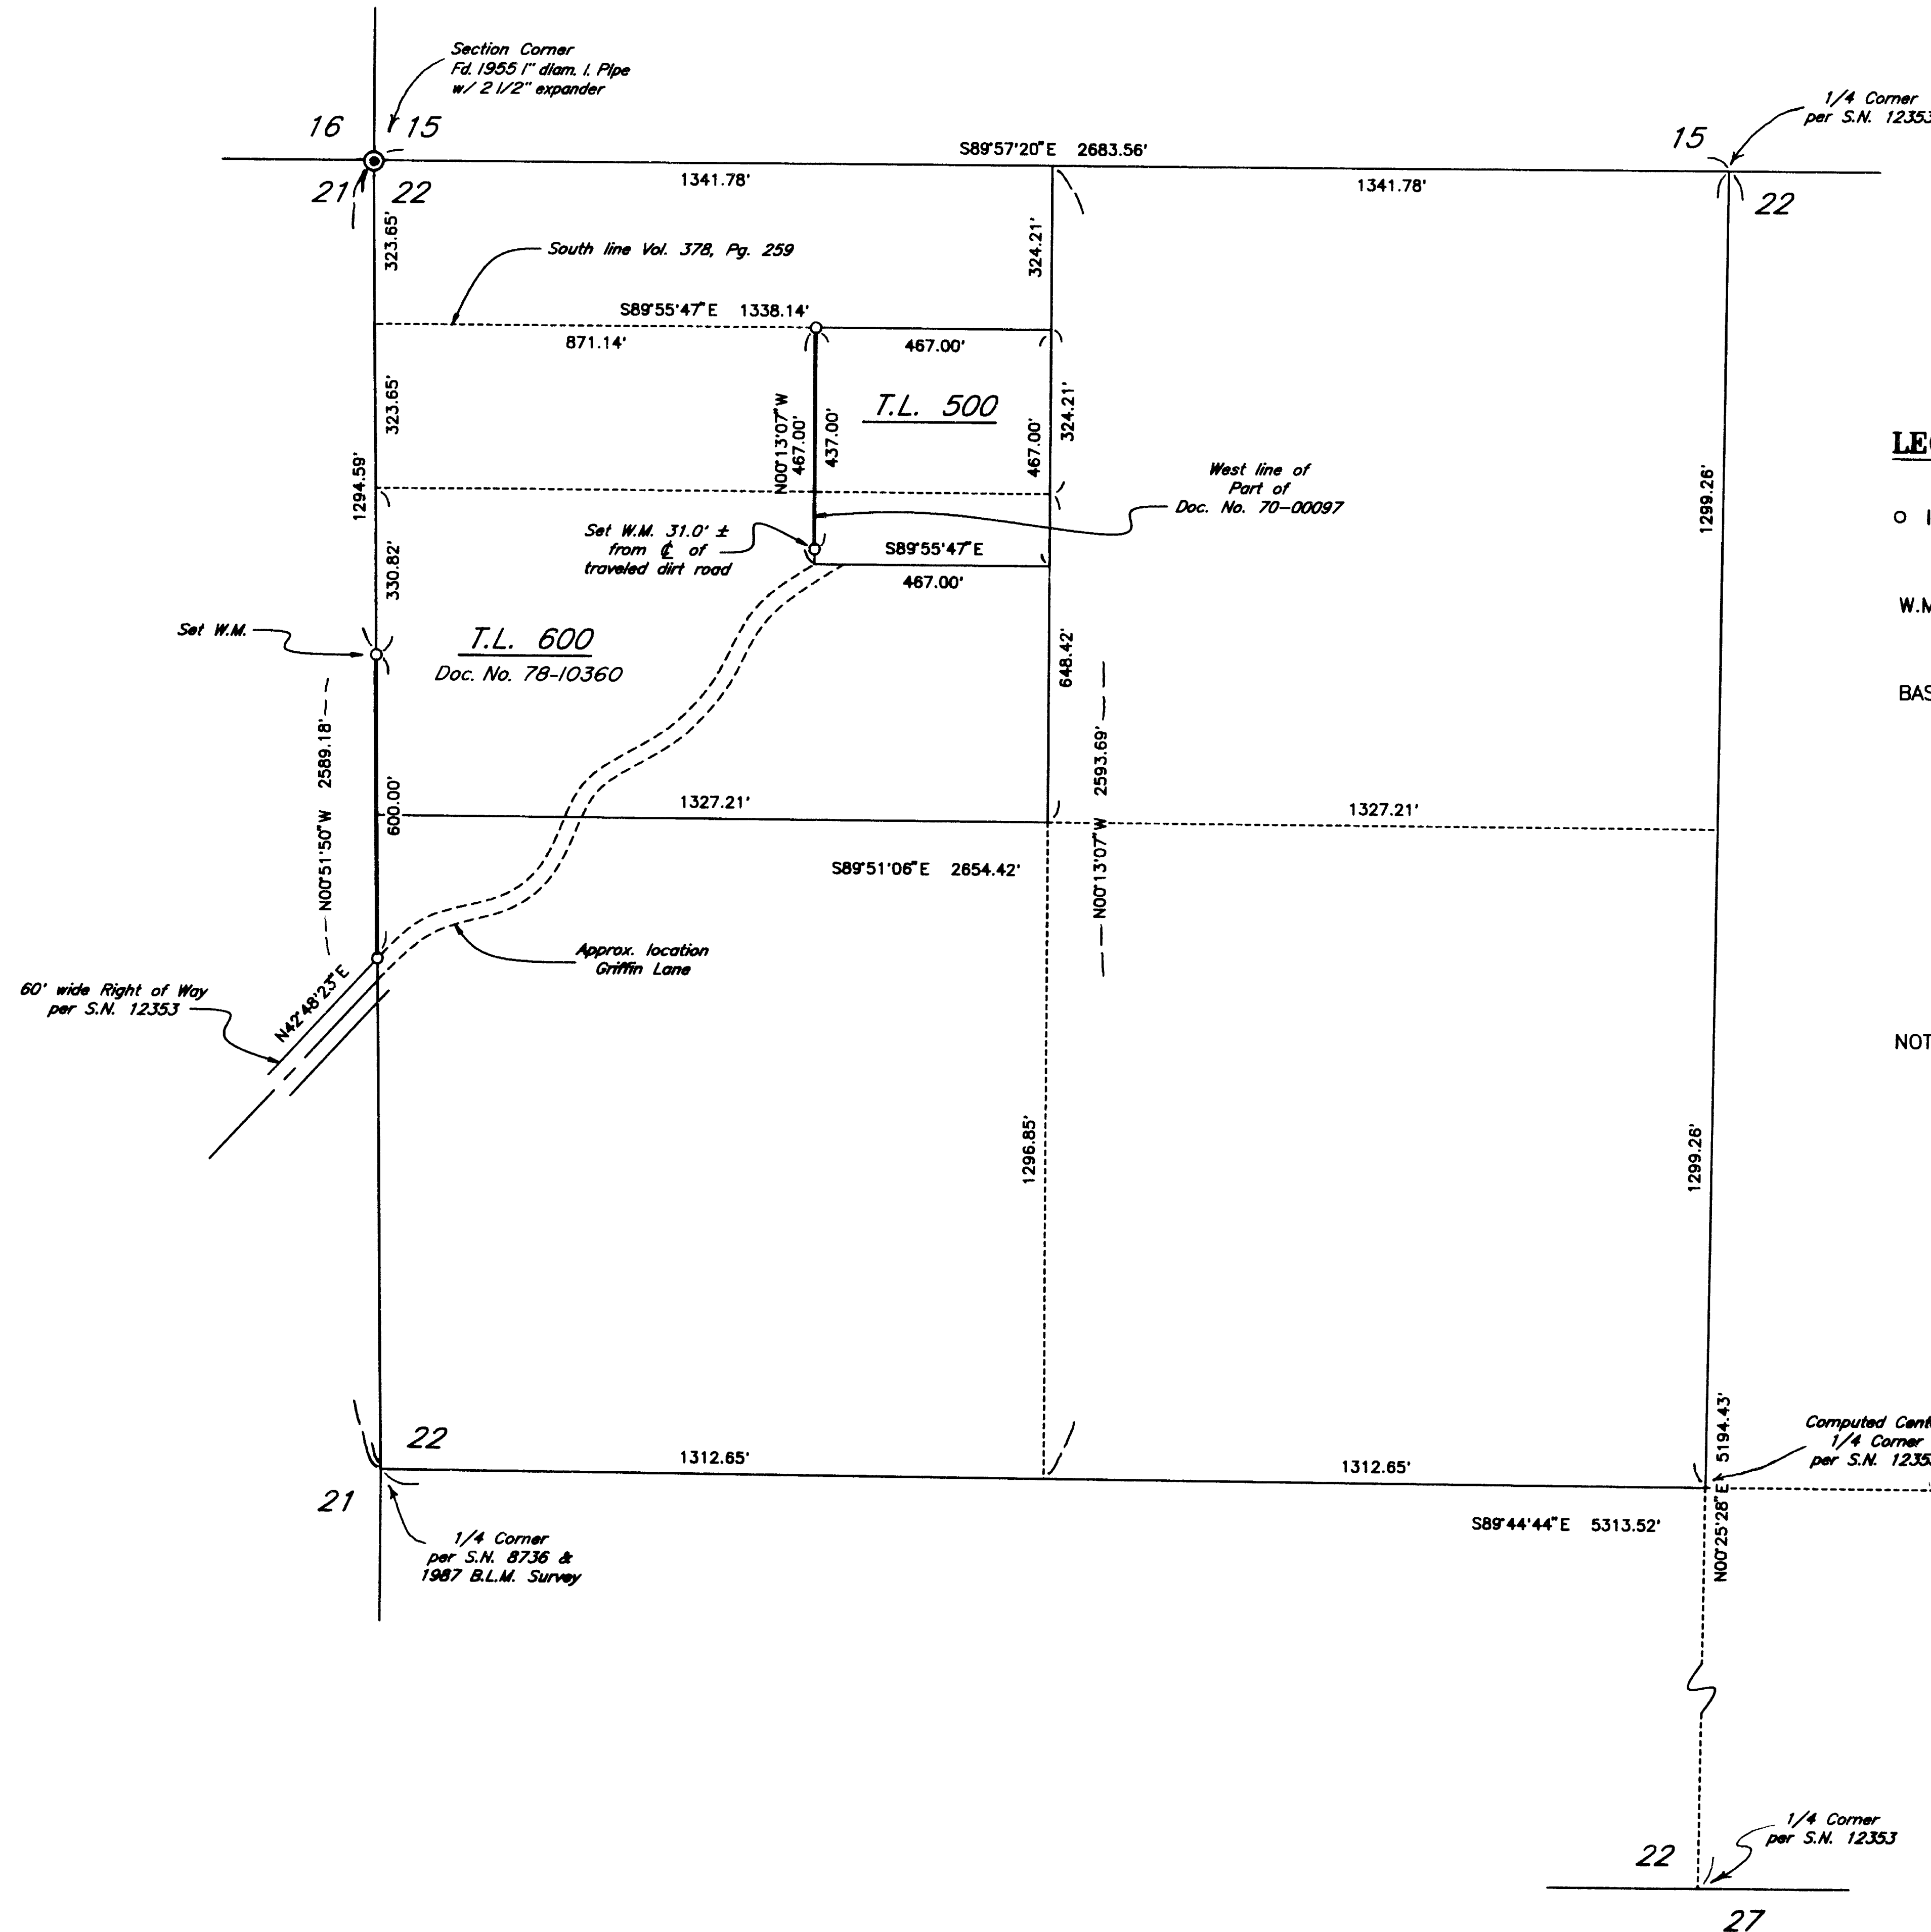 Section Corner
Fd. 1955 1" diam. I. Pipe
w/ 2 1/2" expander
16
15
21
22
S89°57'20"E 2683.56'
1341.78'
1341.78'
15
22
1/4 Corner
per S.N. 12353
323.65'
324.21'
South line Vol. 378, Pg. 259
S89°55'47"E 1338.14'
871.14'
467.00'
323.65'
N00°13'07"W
467.00'
437.00'
T.L. 500
467.00'
324.21'
1294.59'
1299.26'
West line of
Part of
Doc. No. 70-00097
Set W.M. 31.0' ±
from ℄ of
traveled dirt road
S89°55'47"E
467.00'
330.82'
Set W.M.
T.L. 600
Doc. No. 78-10360
648.42'
N00°51'50"W 2589.18'
600.00'
N00°13'07"W 2593.69'
1327.21'
1327.21'
S89°51'06"E 2654.42'
Approx. location
Griffin Lane
N42°48'23"E
60' wide Right of Way
per S.N. 12353
1296.85'
1299.26'
22
21
1312.65'
1312.65'
S89°44'44"E 5313.52'
N00°25'28"E 5194.43'
Computed
1/4 Corner
per S.N.
1/4 Corner
per S.N. 8736 &
1987 B.L.M. Survey
1/4 Corner
per S.N. 12353
22
27